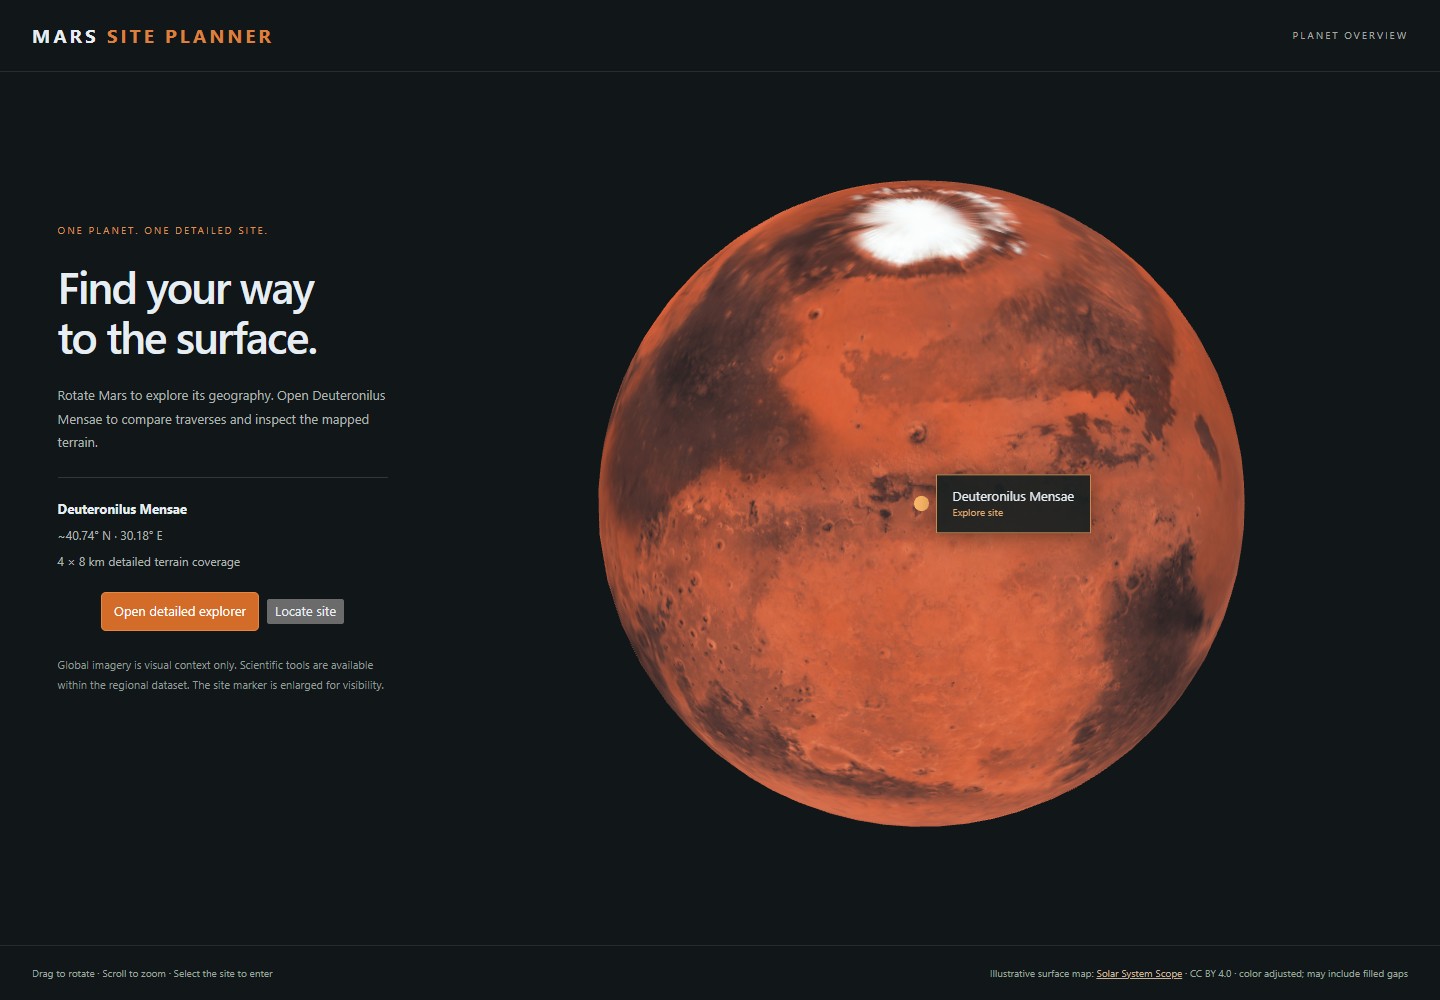 MARS SITE PLANNER
PLANET OVERVIEW
ONE PLANET. ONE DETAILED SITE.
Find your way
to the surface.
Rotate Mars to explore its geography. Open Deuteronilus
Mensae to compare traverses and inspect the mapped
terrain.
Deuteronilus Mensae
~40.74° N · 30.18° E
4 × 8 km detailed terrain coverage
Open detailed explorer
Locate site
Global imagery is visual context only. Scientific tools are available
within the regional dataset. The site marker is enlarged for visibility.
Deuteronilus Mensae
Explore site
Drag to rotate · Scroll to zoom · Select the site to enter
Illustrative surface map: Solar System Scope · CC BY 4.0 · color adjusted; may include filled gaps